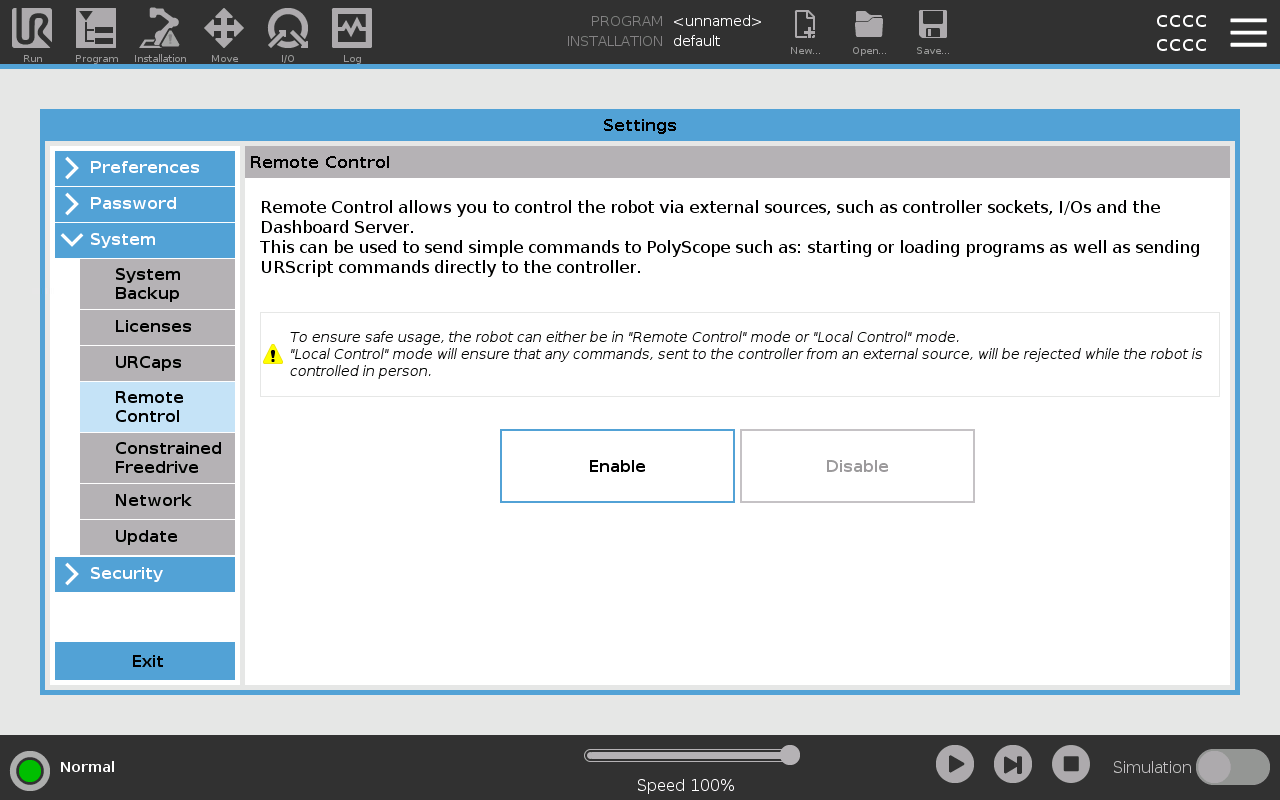 Run
Program
Installation
Move
I/O
Log
PROGRAM <unnamed>
INSTALLATION default
New...
Open...
Save...
CCCC
CCCC
Settings
Preferences
Password
System
System
Backup
Licenses
URCaps
Remote
Control
Constrained
Freedrive
Network
Update
Security
Exit
Remote Control
Remote Control allows you to control the robot via external sources, such as controller sockets, I/Os and the
Dashboard Server.
This can be used to send simple commands to PolyScope such as: starting or loading programs as well as sending
URScript commands directly to the controller.
To ensure safe usage, the robot can either be in "Remote Control" mode or "Local Control" mode.
"Local Control" mode will ensure that any commands, sent to the controller from an external source, will be rejected while the robot is
controlled in person.
Enable
Disable
Normal
Speed 100%
Simulation